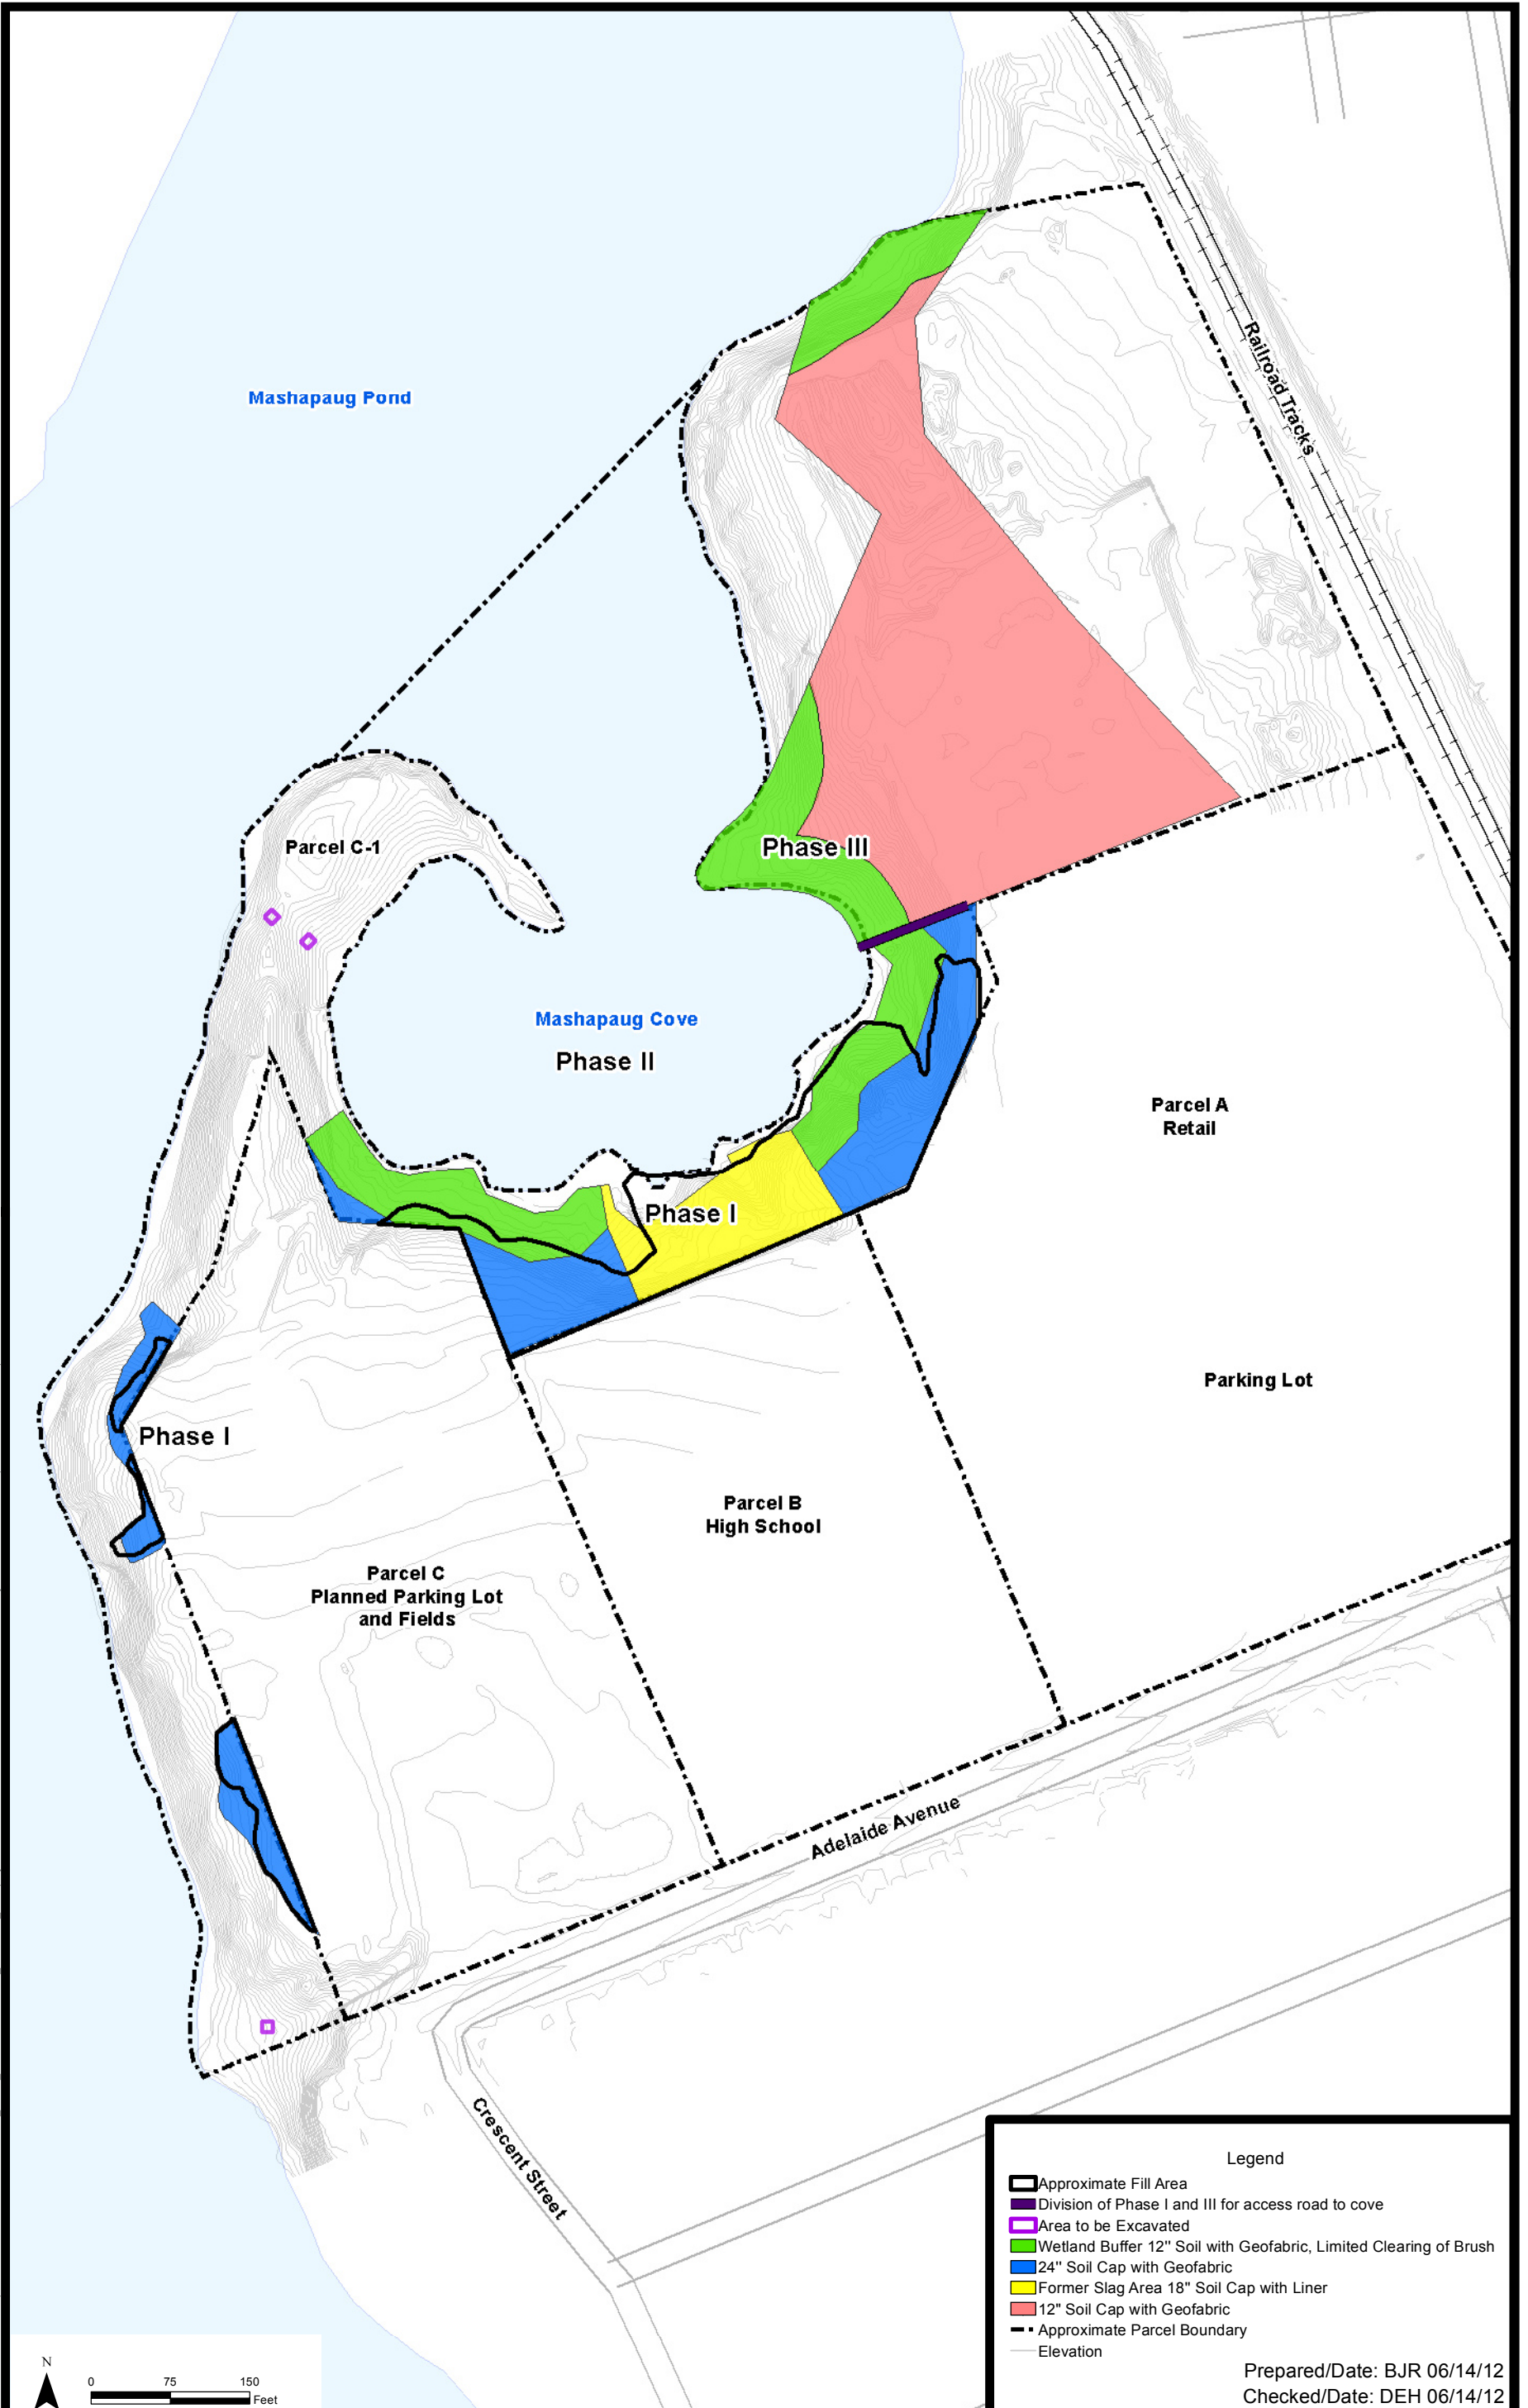 Railroad Tracks
Mashapaug Pond
Parcel C-1
Phase III
Mashapaug Cove
Phase II
Parcel A
Retail
Phase I
Parking Lot
Phase I
Parcel B
High School
Parcel C
Planned Parking Lot
and Fields
Adelaide Avenue
Crescent Street
Legend
Approximate Fill Area
Division of Phase I and III for access road to cove
Area to be Excavated
Wetland Buffer 12" Soil with Geofabric, Limited Clearing of Brush
24" Soil Cap with Geofabric
Former Slag Area 18" Soil Cap with Liner
12" Soil Cap with Geofabric
Approximate Parcel Boundary
Elevation
Prepared/Date: BJR 06/14/12
Checked/Date: DEH 06/14/12
N
0 75 150
Feet